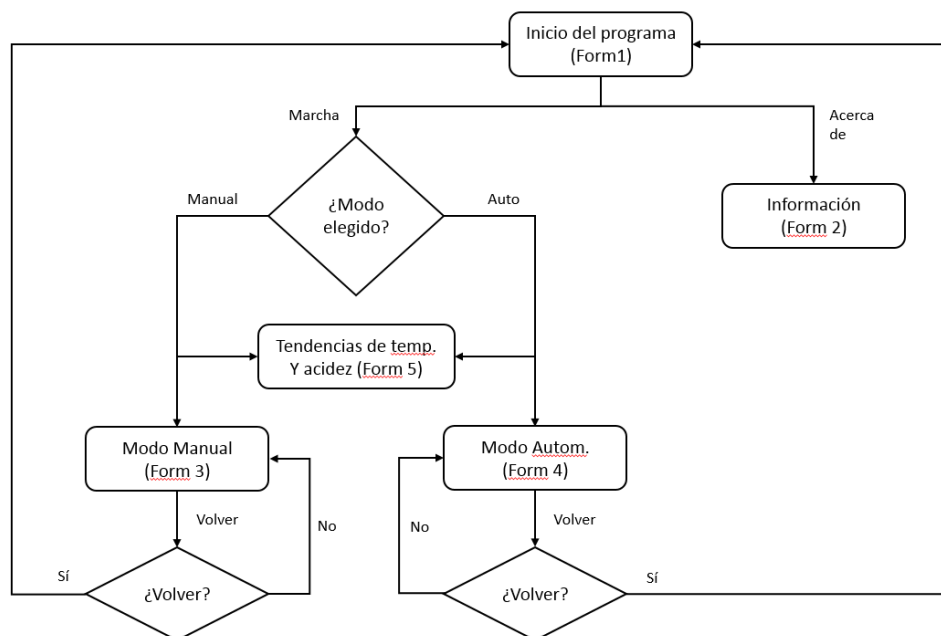 Inicio del programa
(Form1)
Marcha
Acerca
de
Manual
¿Modo
elegido?
Auto
Información
(Form 2)
Tendencias de temp.
Y acidez (Form 5)
Modo Manual
(Form 3)
Modo Autom.
(Form 4)
Volver
No
No
Volver
Sí
¿Volver?
¿Volver?
Sí